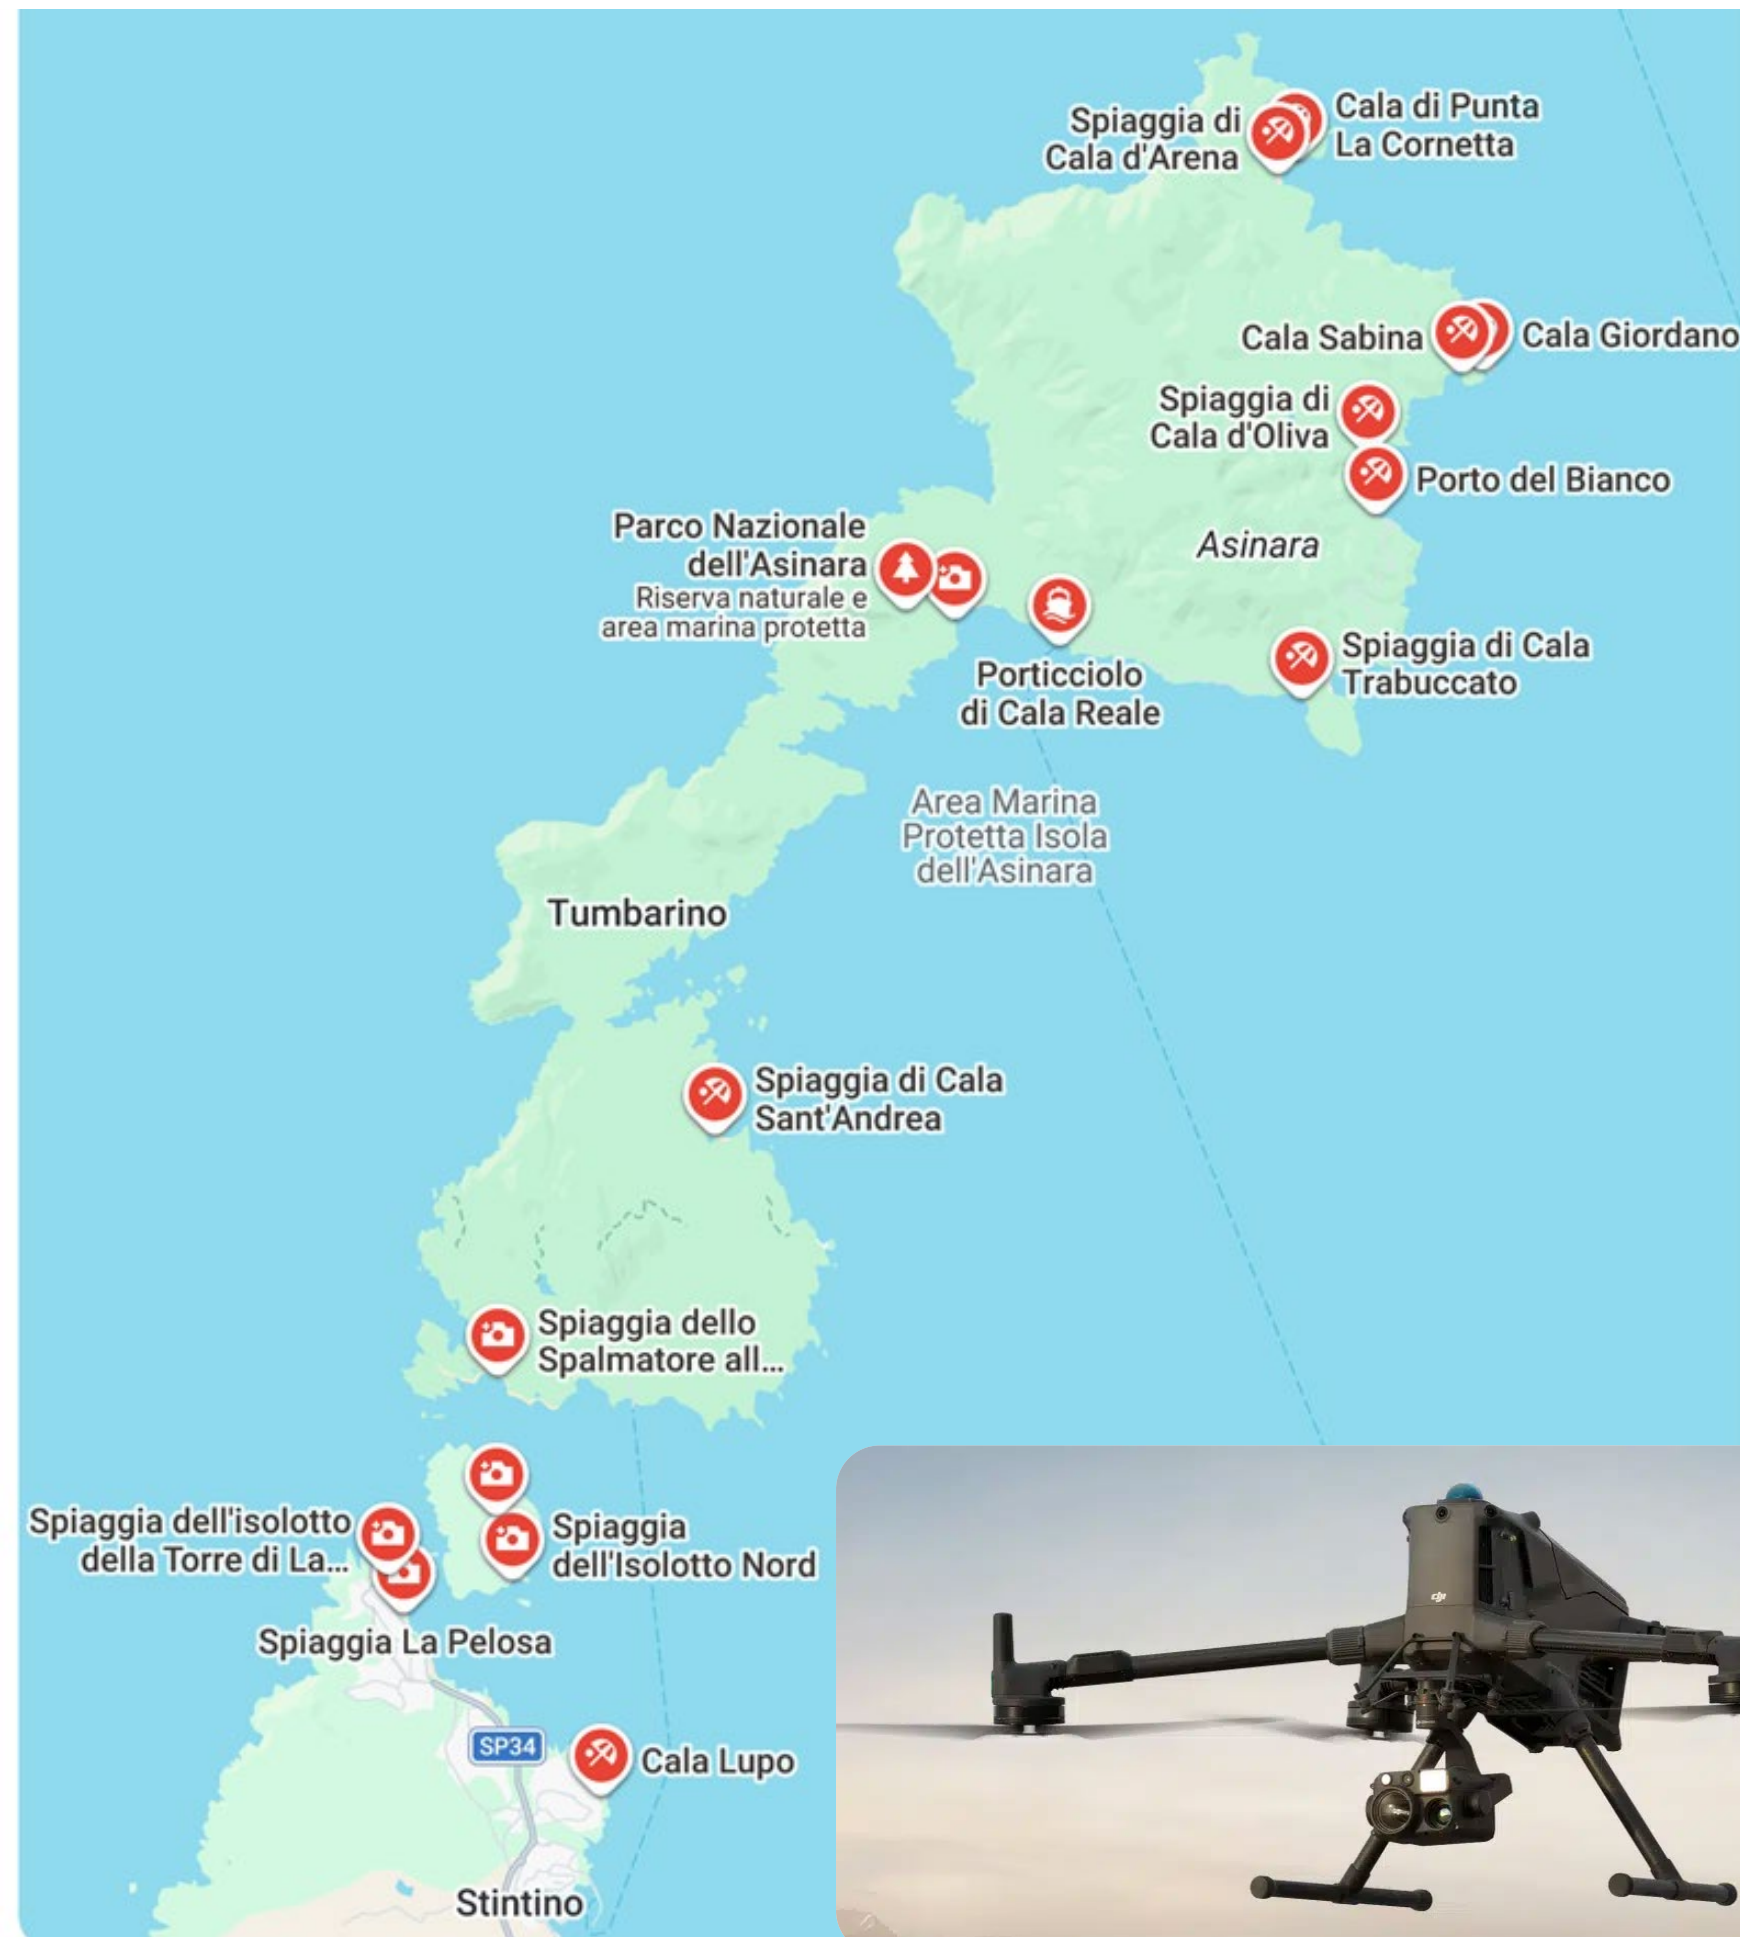 Spiaggia di
Cala d'Arena
Cala di Punta
La Cornetta
Cala Sabina
Cala Giordano
Spiaggia di
Cala d'Oliva
Porto del Bianco
Parco Nazionale
dell'Asinara
Riserva naturale e
area marina protetta
Asinara
Porticciolo
di Cala Reale
Spiaggia di Cala
Trabuccato
Area Marina
Protetta Isola
dell'Asinara
Tumbarino
Spiaggia di Cala
Sant'Andrea
Spiaggia dello
Spalmatore all...
Spiaggia dell'isolotto
della Torre di La...
Spiaggia
dell'Isolotto Nord
Spiaggia La Pelosa
SP34
Cala Lupo
Stintino
dji